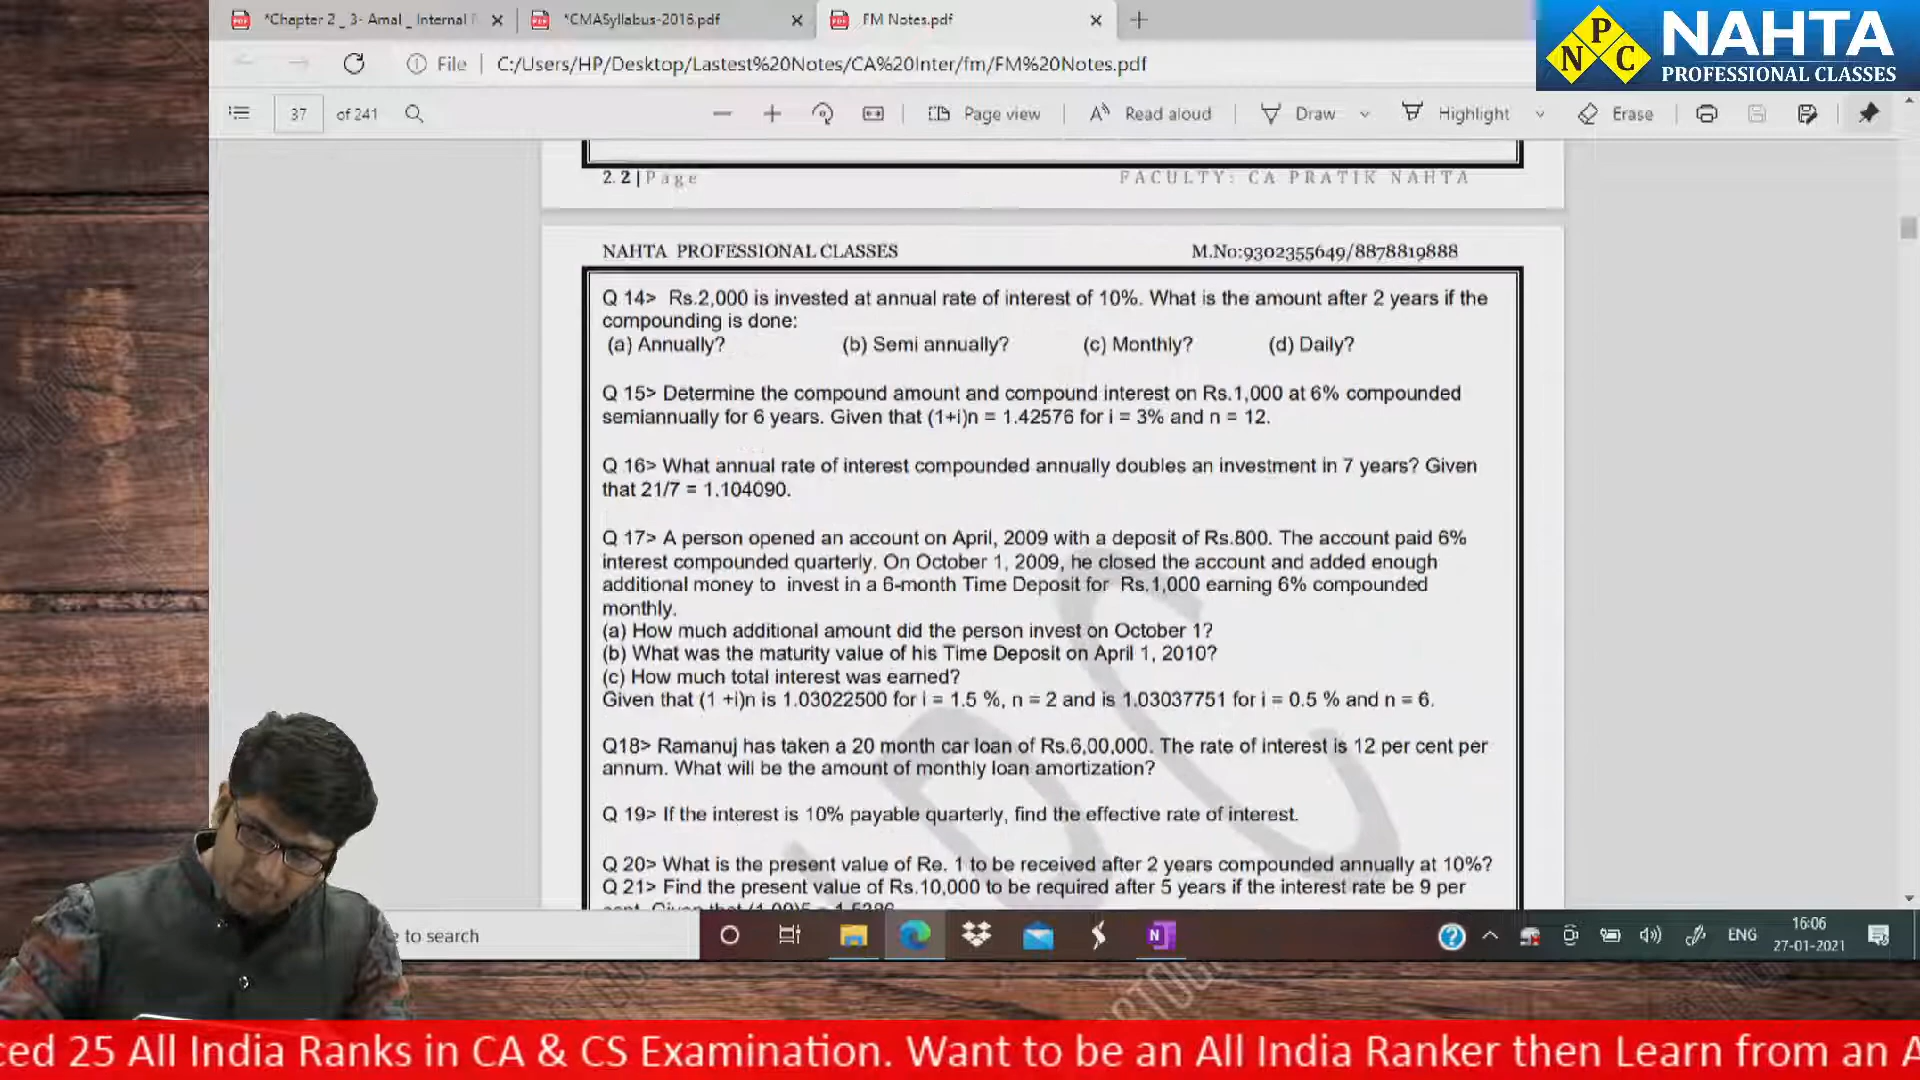 *Chapter 2 _ 3- Amal _ Internal
*CMASyllabus-2016.pdf
FM Notes.pdf
NPC
NAHTA
PROFESSIONAL CLASSES
File
C:/Users/HP/Desktop/Lastest%20Notes/CA%20Inter/fm/FM%20Notes.pdf
37 of 241
Page view
Read aloud
Draw
Highlight
Erase
2.2 | Page
FACULTY: CA PRATIK NAHTA
NAHTA PROFESSIONAL CLASSES
M.No:9302355649/8878819888
Q 14> Rs.2,000 is invested at annual rate of interest of 10%. What is the amount after 2 years if the
compounding is done:
(a) Annually? (b) Semi annually? (c) Monthly? (d) Daily?
Q 15> Determine the compound amount and compound interest on Rs.1,000 at 6% compounded
semiannually for 6 years. Given that (1+i)n = 1.42576 for i = 3% and n = 12.
Q 16> What annual rate of interest compounded annually doubles an investment in 7 years? Given
that 21/7 = 1.104090.
Q 17> A person opened an account on April, 2009 with a deposit of Rs.800. The account paid 6%
interest compounded quarterly. On October 1, 2009, he closed the account and added enough
additional money to invest in a 6-month Time Deposit for Rs.1,000 earning 6% compounded
monthly.
(a) How much additional amount did the person invest on October 1?
(b) What was the maturity value of his Time Deposit on April 1, 2010?
(c) How much total interest was earned?
Given that (1 +i)n is 1.03022500 for i = 1.5 %, n = 2 and is 1.03037751 for i = 0.5 % and n = 6.
Q18> Ramanuj has taken a 20 month car loan of Rs.6,00,000. The rate of interest is 12 per cent per
annum. What will be the amount of monthly loan amortization?
Q 19> If the interest is 10% payable quarterly, find the effective rate of interest.
Q 20> What is the present value of Re. 1 to be received after 2 years compounded annually at 10%?
Q 21> Find the present value of Rs.10,000 to be required after 5 years if the interest rate be 9 per
e to search
ENG
16:06
27-01-2021
ced 25 All India Ranks in CA & CS Examination. Want to be an All India Ranker then Learn from an A